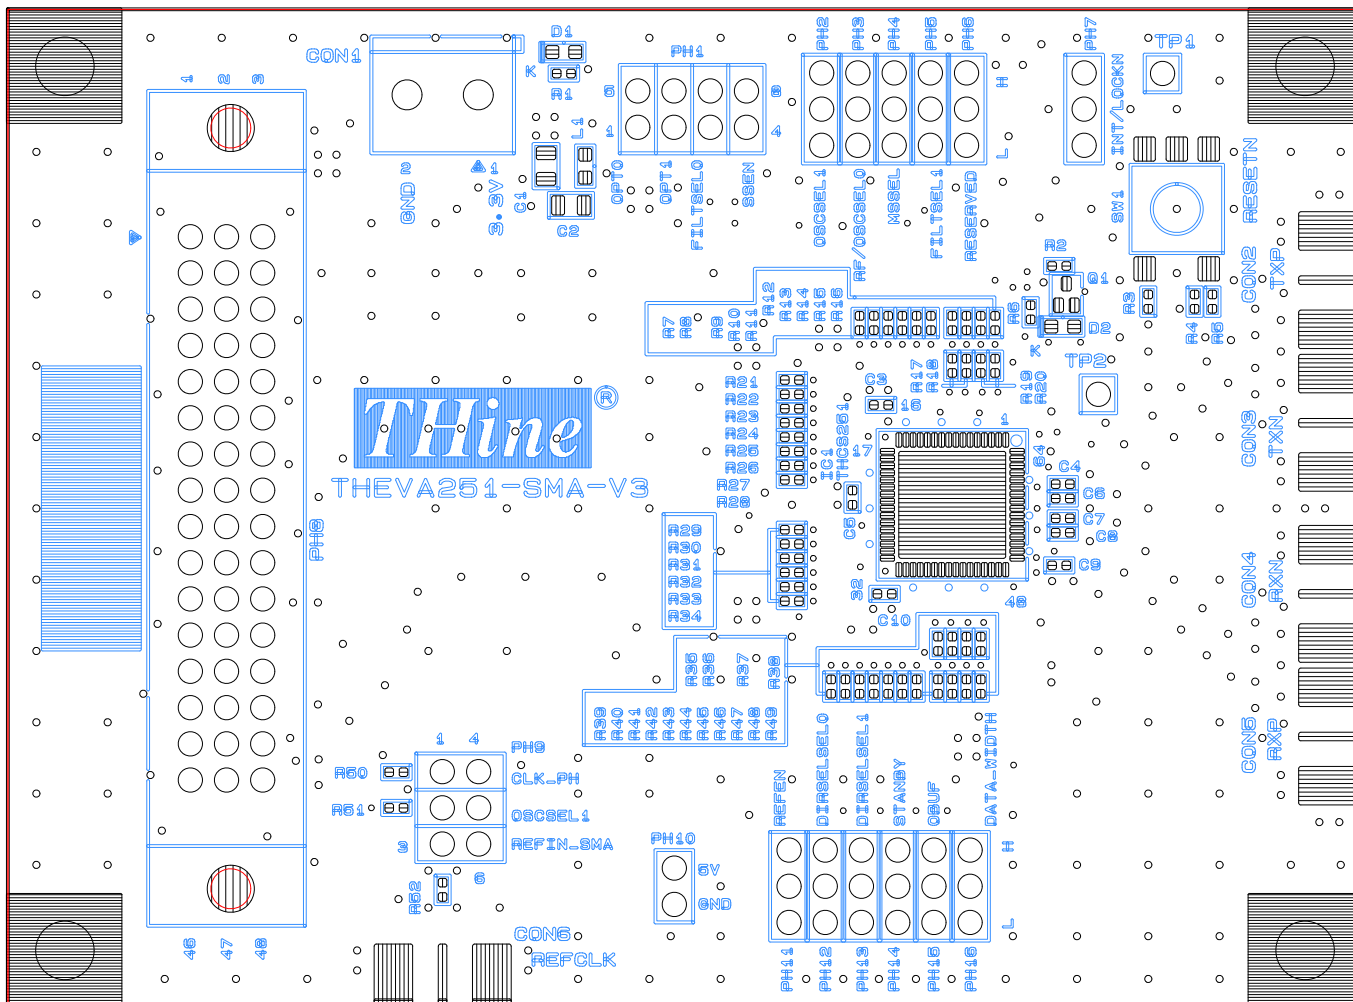 CON1
D1
K
R1
PH1
5
8
1
4
PH2
PH3
PH4
PH5
PH6
H
L
PH7
INT/LOCKN
TP1
1
2
3
GND
2
1
3.3V
C1
L1
C2
OPT0
OPT1
FILTSEL0
SSEN
OSCSEL1
RF/OSCSEL0
MSSEL
FILTSEL1
RESERVED
SW1
RESETN
CON2
TXP
R2
Q1
R6
D2
K
R3
R4
R5
R7
R8
R9
R10
R11
R12
R13
R14
R15
R16
R17
R18
R19
R20
TP2
THine
®
THEVA251-SMA-V3
R21
R22
R23
R24
R25
R26
R27
R28
C3
16
1
IC1
THCS251
17
64
C4
C6
C7
C8
C5
C9
CON3
TXN
PH8
R29
R30
R31
R32
R33
R34
32
C10
48
CON4
RXN
R35
R36
R37
R38
R39
R40
R41
R42
R43
R44
R45
R46
R47
R48
R49
CON5
RXP
1
4
PH9
R50
CLK_PH
R51
OSCSEL1
3
REFIN_SMA
R52
6
REFEN
DIRSEL0
DIRSEL1
STANDBY
OBUF
DATA_WIDTH
PH10
5V
GND
H
L
PH11
PH12
PH13
PH14
PH15
PH16
46
47
48
CON6
REFCLK